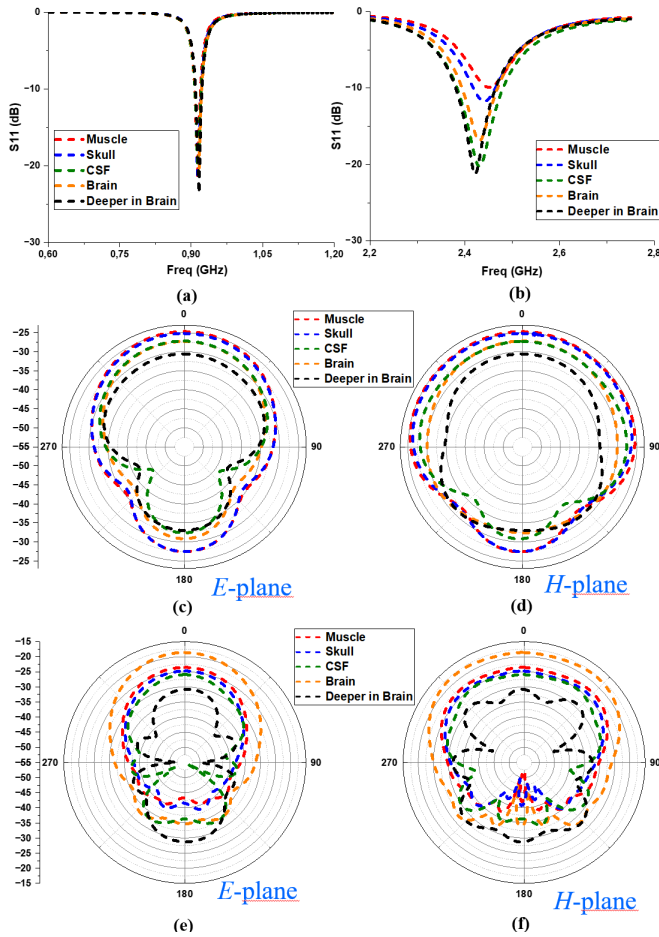 0
−10
−20
−30
S11 (dB)
Muscle
Skull
CSF
Brain
Deeper in Brain
0,60 0,75 0,90 1,05 1,20
Freq (GHz)
(a)
0
−10
−20
−30
S11 (dB)
Muscle
Skull
CSF
Brain
Deeper in Brain
2,2 2,4 2,6 2,8
Freq (GHz)
(b)
Muscle
Skull
CSF
Brain
Deeper in Brain
0
-25
-30
-35
-40
-45
-50
-55 270 90
-50
-45
-40
-35
-30
-25
180
E-plane
(c)
0
270 90
180
H-plane
(d)
Muscle
Skull
CSF
Brain
Deeper in Brain
0
-15
-20
-25
-30
-35
-40
-45
-50
-55 270 90
-50
-45
-40
-35
-30
-25
-20
-15
180
E-plane
(e)
0
270 90
180
H-plane
(f)